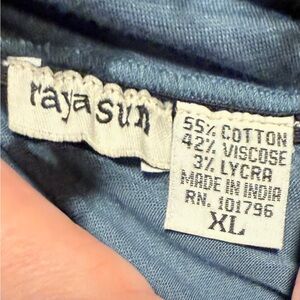 raya sun
55% COTTON
42% VISCOSE
3% LYCRA
MADE IN INDIA
RN. 101796
XL